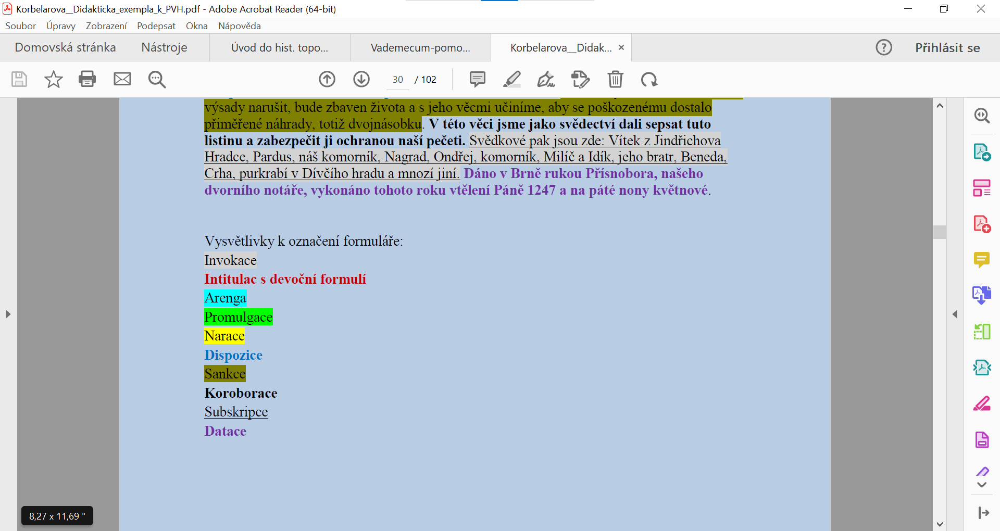 Korbelarova__Didakticka_exempla_k_PVH.pdf - Adobe Acrobat Reader (64-bit)
Soubor Úpravy Zobrazení Podepsat Okna Nápověda
Domovská stránka Nástroje Úvod do hist. topo... Vademecum-pomo... Korbelarova__Didak... × ? Přihlásit se
30 / 102
výsady narušit, bude zbaven života a s jeho věcmi učiníme, aby se poškozenému dostalo
přiměřené náhrady, totiž dvojnásobku. V této věci jsme jako svědectví dali sepsat tuto
listinu a zabezpečit ji ochranou naší pečeti. Svědkové pak jsou zde: Vítek z Jindřichova
Hradce, Pardus, náš komorník, Nagrad, Ondřej, komorník, Milíč a Idík, jeho bratr, Beneda,
Crha, purkrabí v Dívčího hradu a mnozí jiní. Dáno v Brně rukou Přísnobora, našeho
dvorního notáře, vykonáno tohoto roku vtělení Páně 1247 a na páté nony květnové.
Vysvětlivky k označení formuláře:
Invokace
Intitulac s devoční formulí
Arenga
Promulgace
Narace
Dispozice
Sankce
Koroborace
Subskripce
Datace
8,27 x 11,69 "